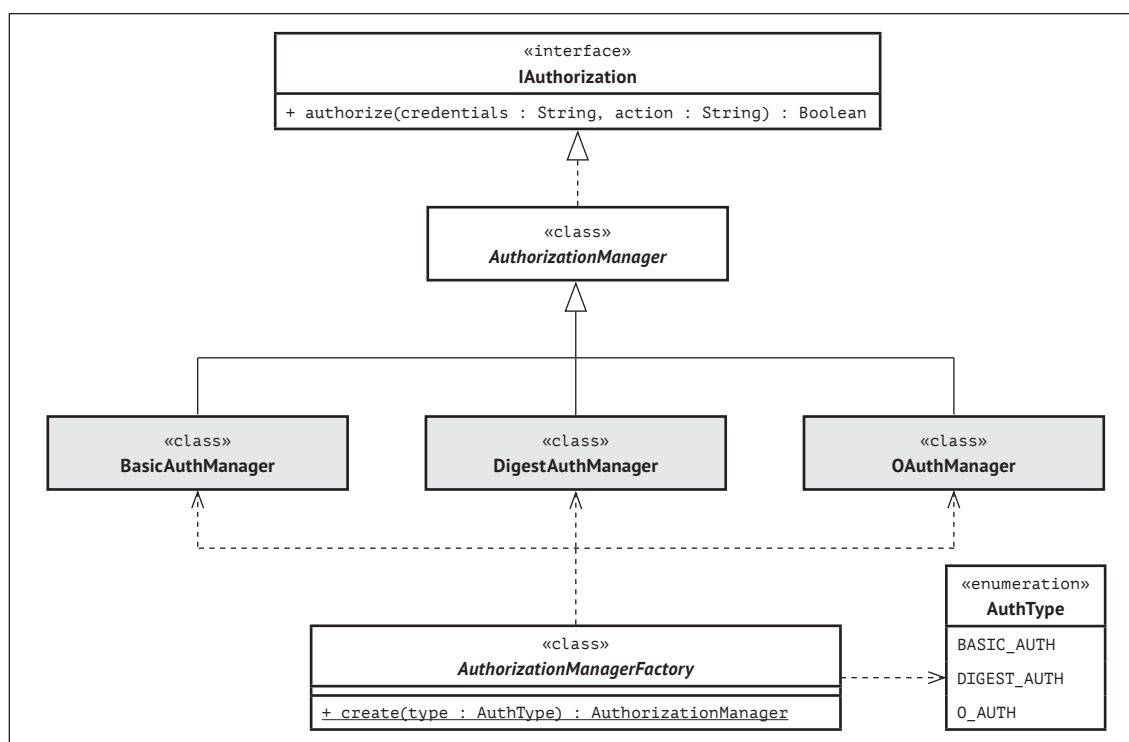 «interface»
IAuthorization
+ authorize(credentials : String, action : String) : Boolean
«class»
AuthorizationManager
«class»
BasicAuthManager
«class»
DigestAuthManager
«class»
OAuthManager
«class»
AuthorizationManagerFactory
+ create(type : AuthType) : AuthorizationManager
«enumeration»
AuthType
BASIC_AUTH
DIGEST_AUTH
O_AUTH